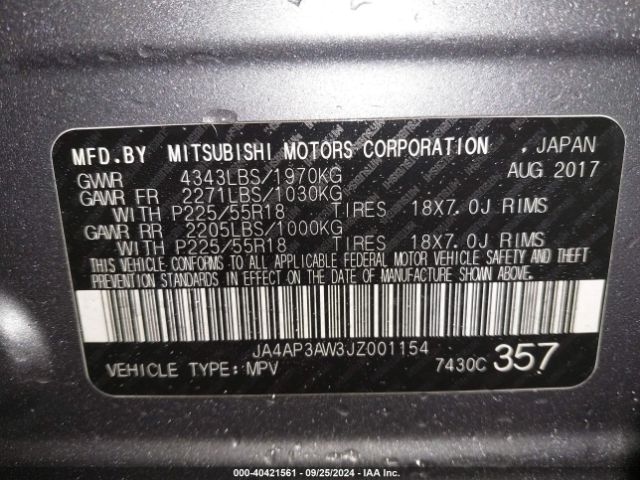 MFD.BY MITSUBISHI MOTORS CORPORATION , JAPAN
GVWR 4343LBS/1970KG AUG 2017
GAWR FR 2271LBS/1030KG
WITH P225/55R18 TIRES 18X7.0J RIMS
GAWR RR 2205LBS/1000KG
WITH P225/55R18 TIRES 18X7.0J RIMS
THIS VEHICLE CONFORMS TO ALL APPLICABLE FEDERAL MOTOR VEHICLE SAFETY AND THEFT
PREVENTION STANDARDS IN EFFECT ON THE DATE OF MANUFACTURE SHOWN ABOVE.
JA4AP3AW3JZ001154
VEHICLE TYPE: MPV 7430C 357
000-40421561 - 09/25/2024 - IAA Inc.